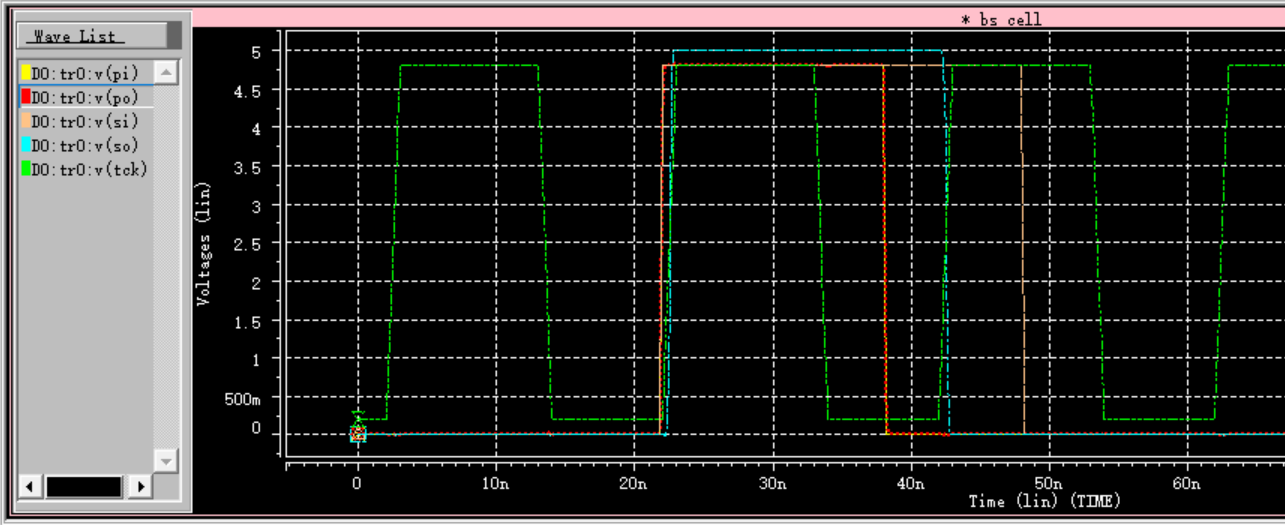 * bs cell
Wave List
D0:tr0:v(pi)
D0:tr0:v(po)
D0:tr0:v(si)
D0:tr0:v(so)
D0:tr0:v(tck)
Voltages (lin)
5
4.5
4
3.5
3
2.5
2
1.5
1
500m
0
0
10n
20n
30n
40n
50n
60n
Time (lin) (TIME)